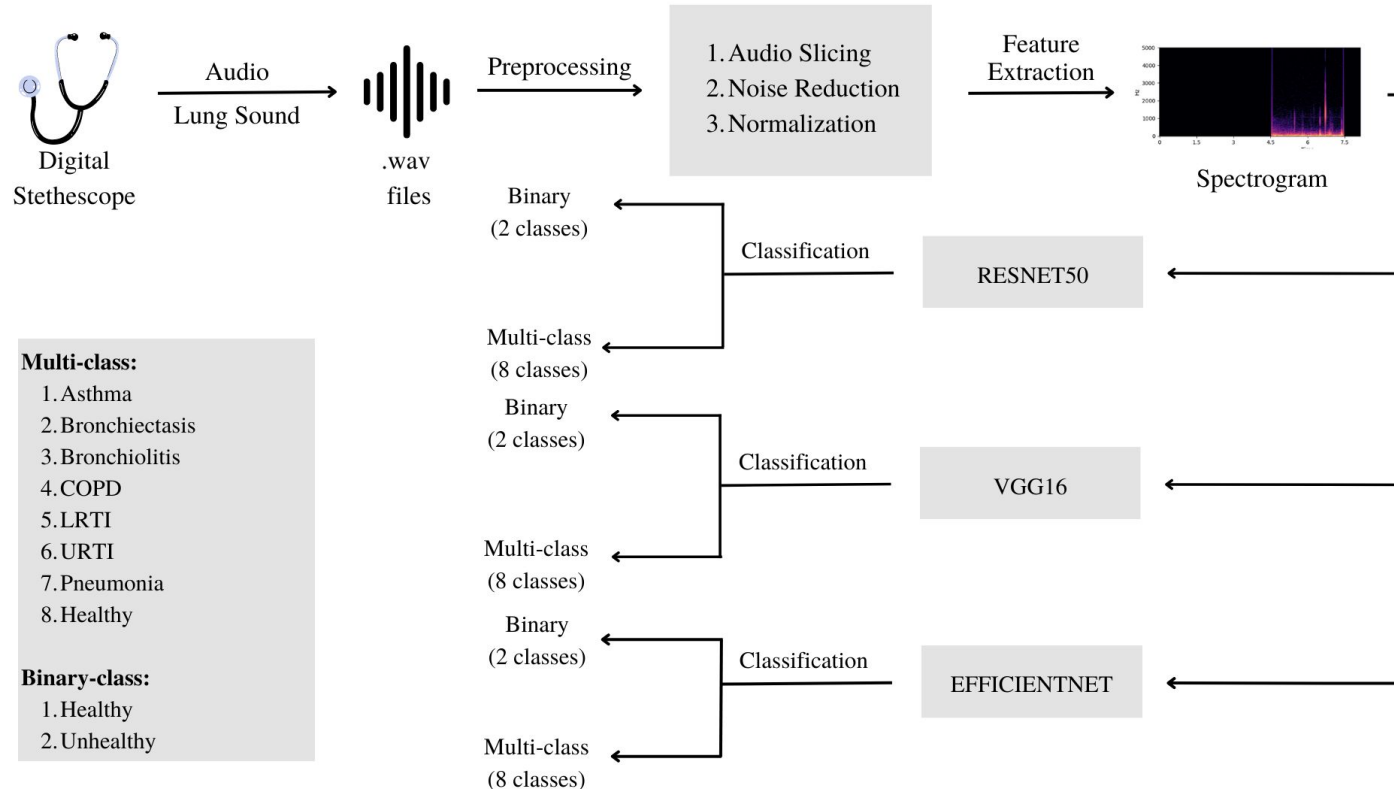 Digital
Stethescope
Audio
Lung Sound
.wav
files
Preprocessing
1. Audio Slicing
2. Noise Reduction
3. Normalization
Feature
Extraction
5000
4000
2000
1000
0
Hz
0 1.5 3 4.5 6 7.5
Spectrogram
Binary
(2 classes)
Classification
RESNET50
Multi-class
(8 classes)
Binary
(2 classes)
Classification
VGG16
Multi-class
(8 classes)
Binary
(2 classes)
Classification
EFFICIENTNET
Multi-class
(8 classes)
Multi-class:
1. Asthma
2. Bronchiectasis
3. Bronchiolitis
4. COPD
5. LRTI
6. URTI
7. Pneumonia
8. Healthy
Binary-class:
1. Healthy
2. Unhealthy